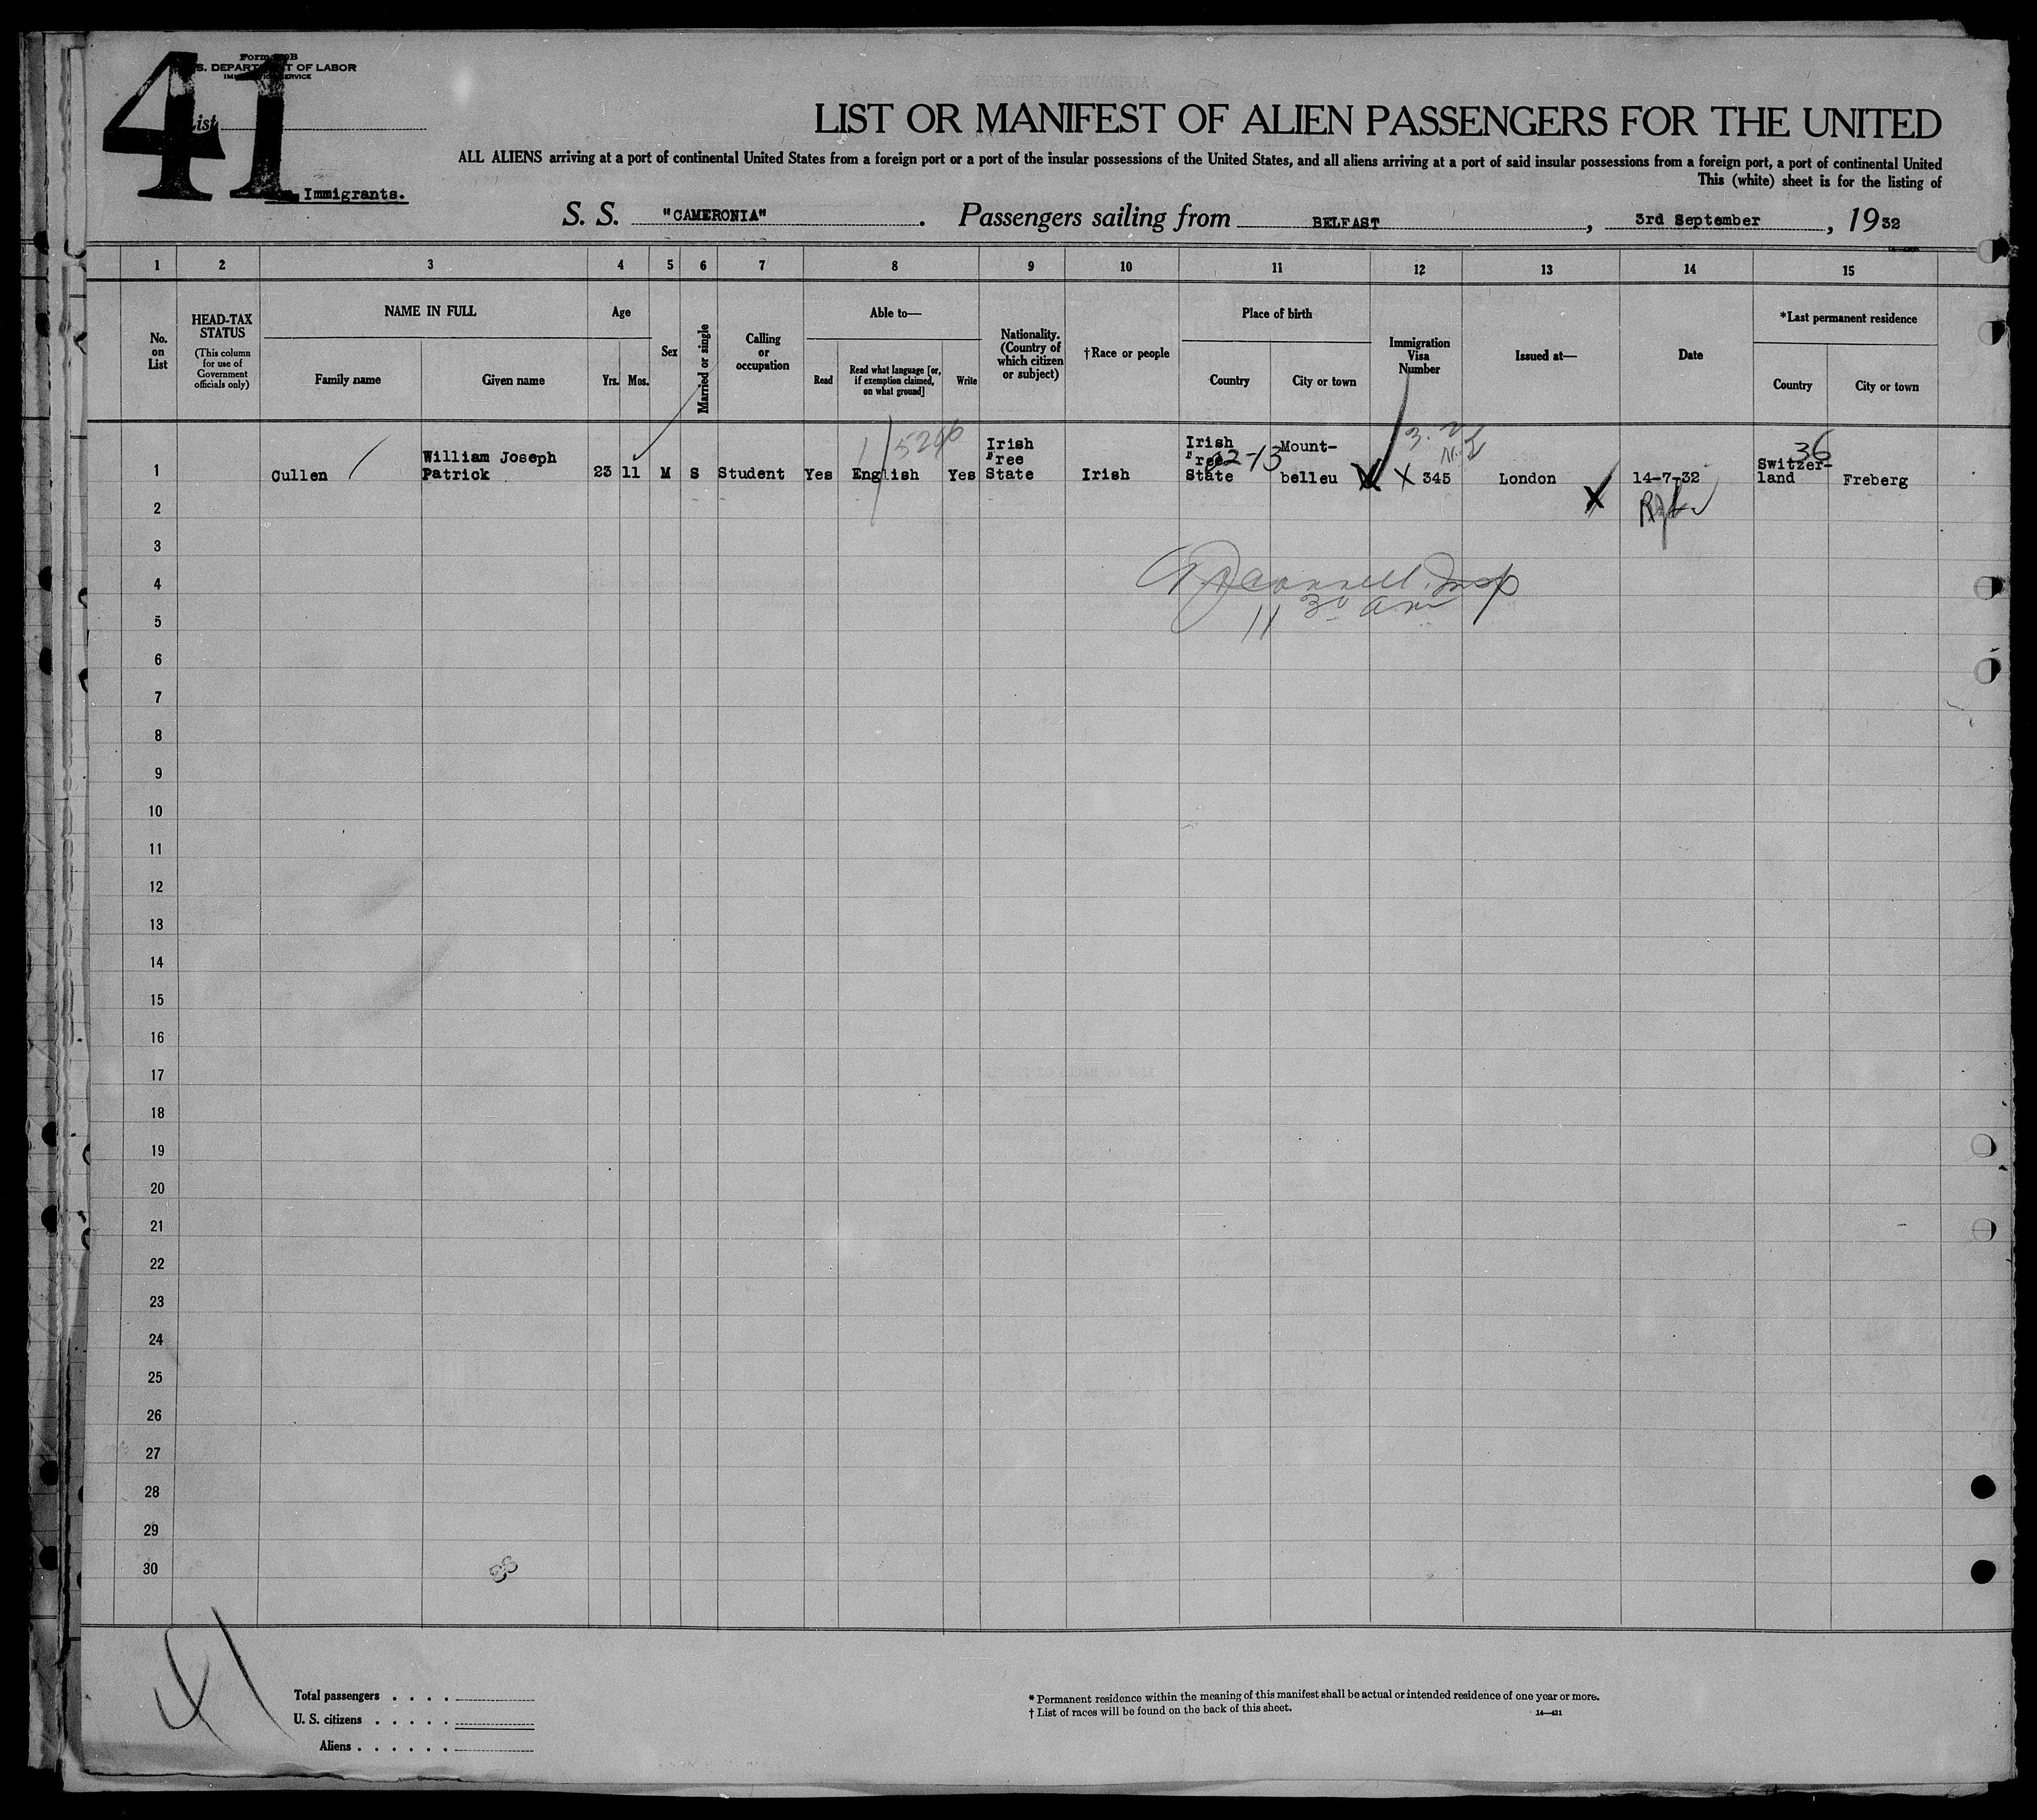 41
Form
S. DEPARTMENT OF LABOR
IMMIGRATION SERVICE
List
Immigrants.
LIST OR MANIFEST OF ALIEN PASSENGERS FOR THE UNITED
ALL ALIENS arriving at a port of continental United States from a foreign port or a port of the insular possessions of the United States, and all aliens arriving at a port of said insular possessions from a foreign port, a port of continental United
This (white) sheet is for the listing of
S. S. "CAMERONIA". Passengers sailing from BELFAST, 3rd September, 1932
1 2 3 4 5 6 7 8 9 10 11 12 13 14 15
No. on List
HEAD-TAX STATUS
(This column for use of Government officials only)
NAME IN FULL
Family name
Given name
Age
Yrs. Mos.
Sex
Married or single
Calling or occupation
Able to—
Read
Read what language [or, if exemption claimed, on what ground]
Write
Nationality. (Country of which citizen or subject)
†Race or people
Place of birth
Country
City or town
Immigration Visa Number
Issued at—
Date
*Last permanent residence
Country
City or town
1 Cullen William Joseph Patrick 23 11 M S Student Yes English Yes Irish Free State Irish Irish Free State Mount-belleu X 345 London 14-7-32 Switzer-land Freberg
36
2
3
4
11 30 am
5
6
7
8
9
10
11
12
13
14
15
16
17
18
19
20
21
22
23
24
25
26
27
28
29
30
41
Total passengers . . . .
U. S. citizens . . . . .
Aliens . . . . . .
* Permanent residence within the meaning of this manifest shall be actual or intended residence of one year or more.
† List of races will be found on the back of this sheet.